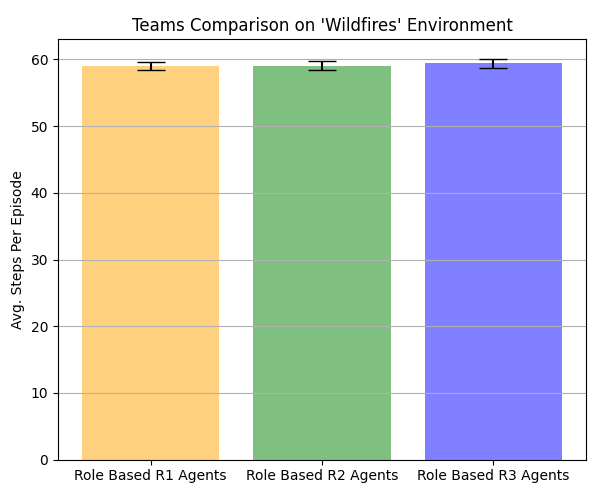 Teams Comparison on 'Wildfires' Environment
Avg. Steps Per Episode
60
50
40
30
20
10
0
Role Based R1 Agents Role Based R2 Agents Role Based R3 Agents